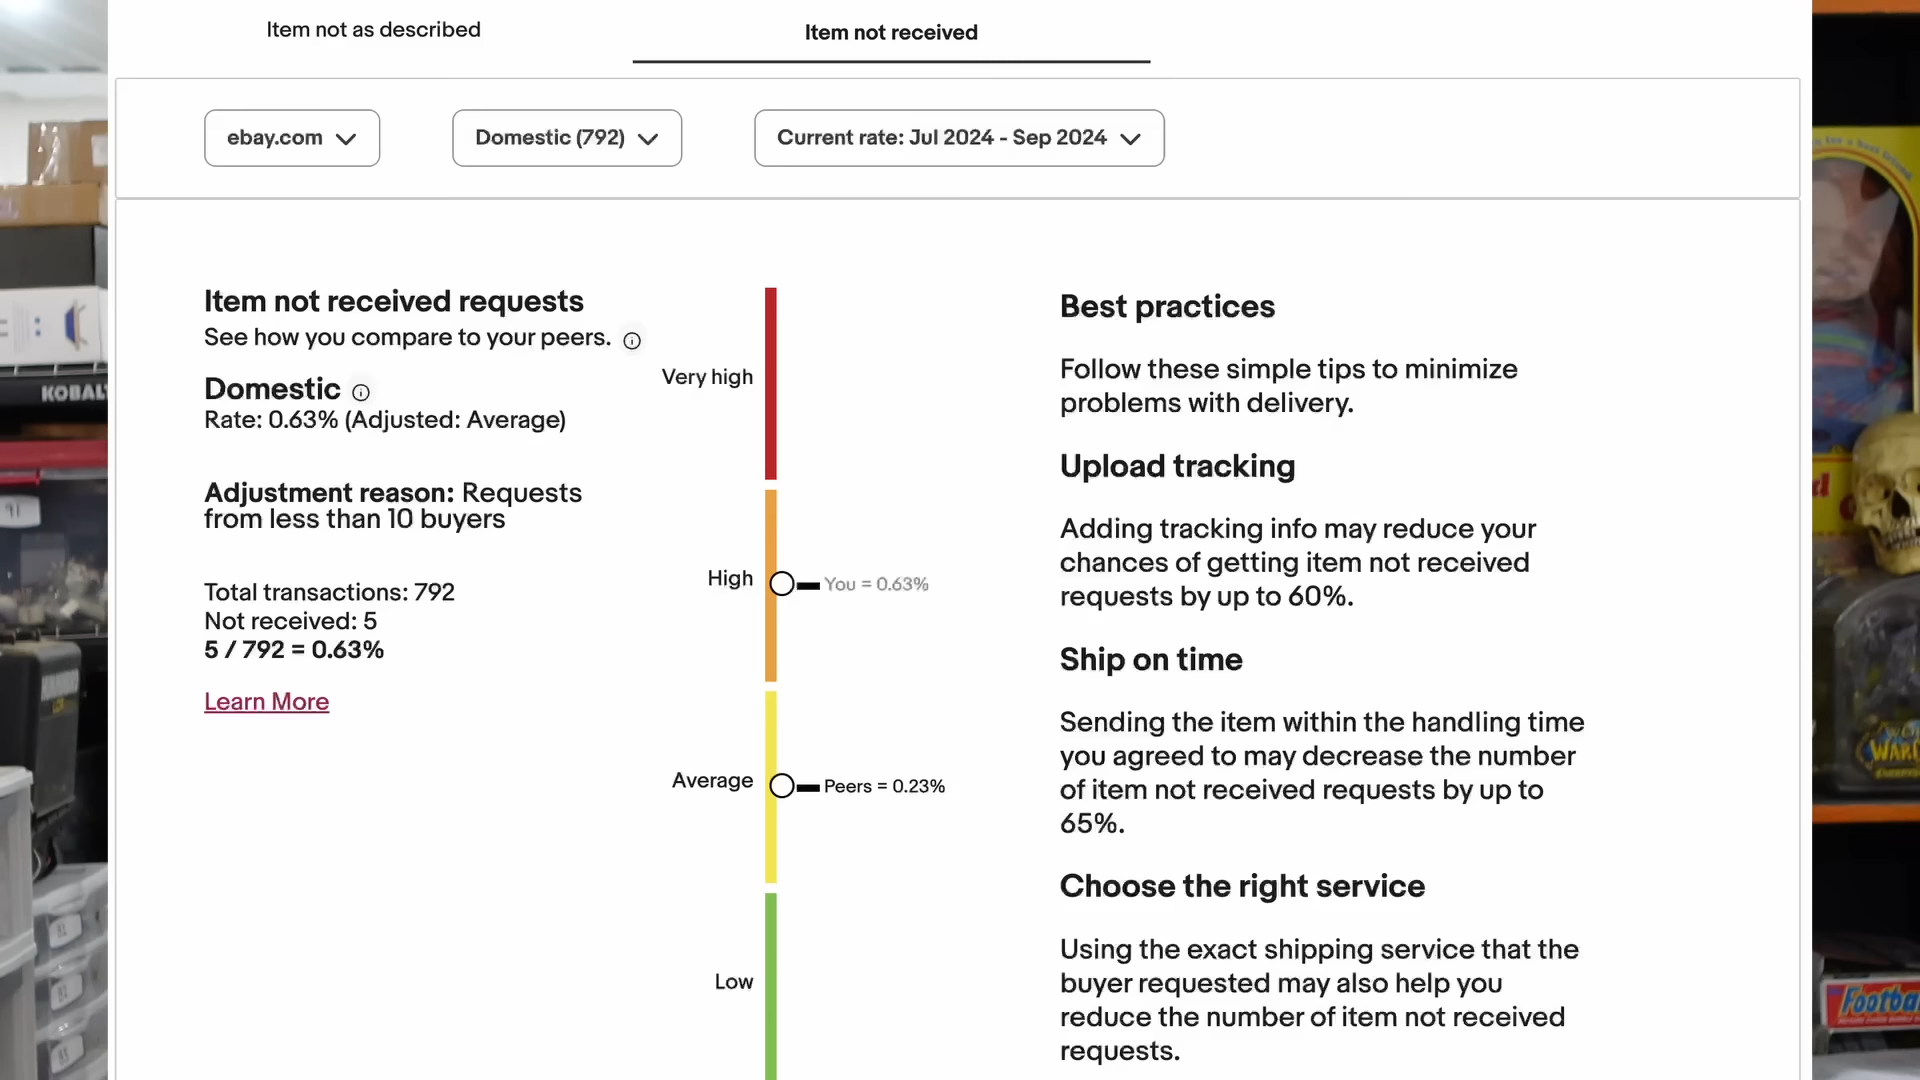 Item not as described
Item not received
ebay.com
Domestic (792)
Current rate: Jul 2024 - Sep 2024
Item not received requests
See how you compare to your peers.
Domestic
Rate: 0.63% (Adjusted: Average)
Adjustment reason: Requests
from less than 10 buyers
Total transactions: 792
Not received: 5
5 / 792 = 0.63%
Learn More
Very high
High
You = 0.63%
Average
Peers = 0.23%
Low
Best practices
Follow these simple tips to minimize
problems with delivery.
Upload tracking
Adding tracking info may reduce your
chances of getting item not received
requests by up to 60%.
Ship on time
Sending the item within the handling time
you agreed to may decrease the number
of item not received requests by up to
65%.
Choose the right service
Using the exact shipping service that the
buyer requested may also help you
reduce the number of item not received
requests.
KOBALT
91
Footba